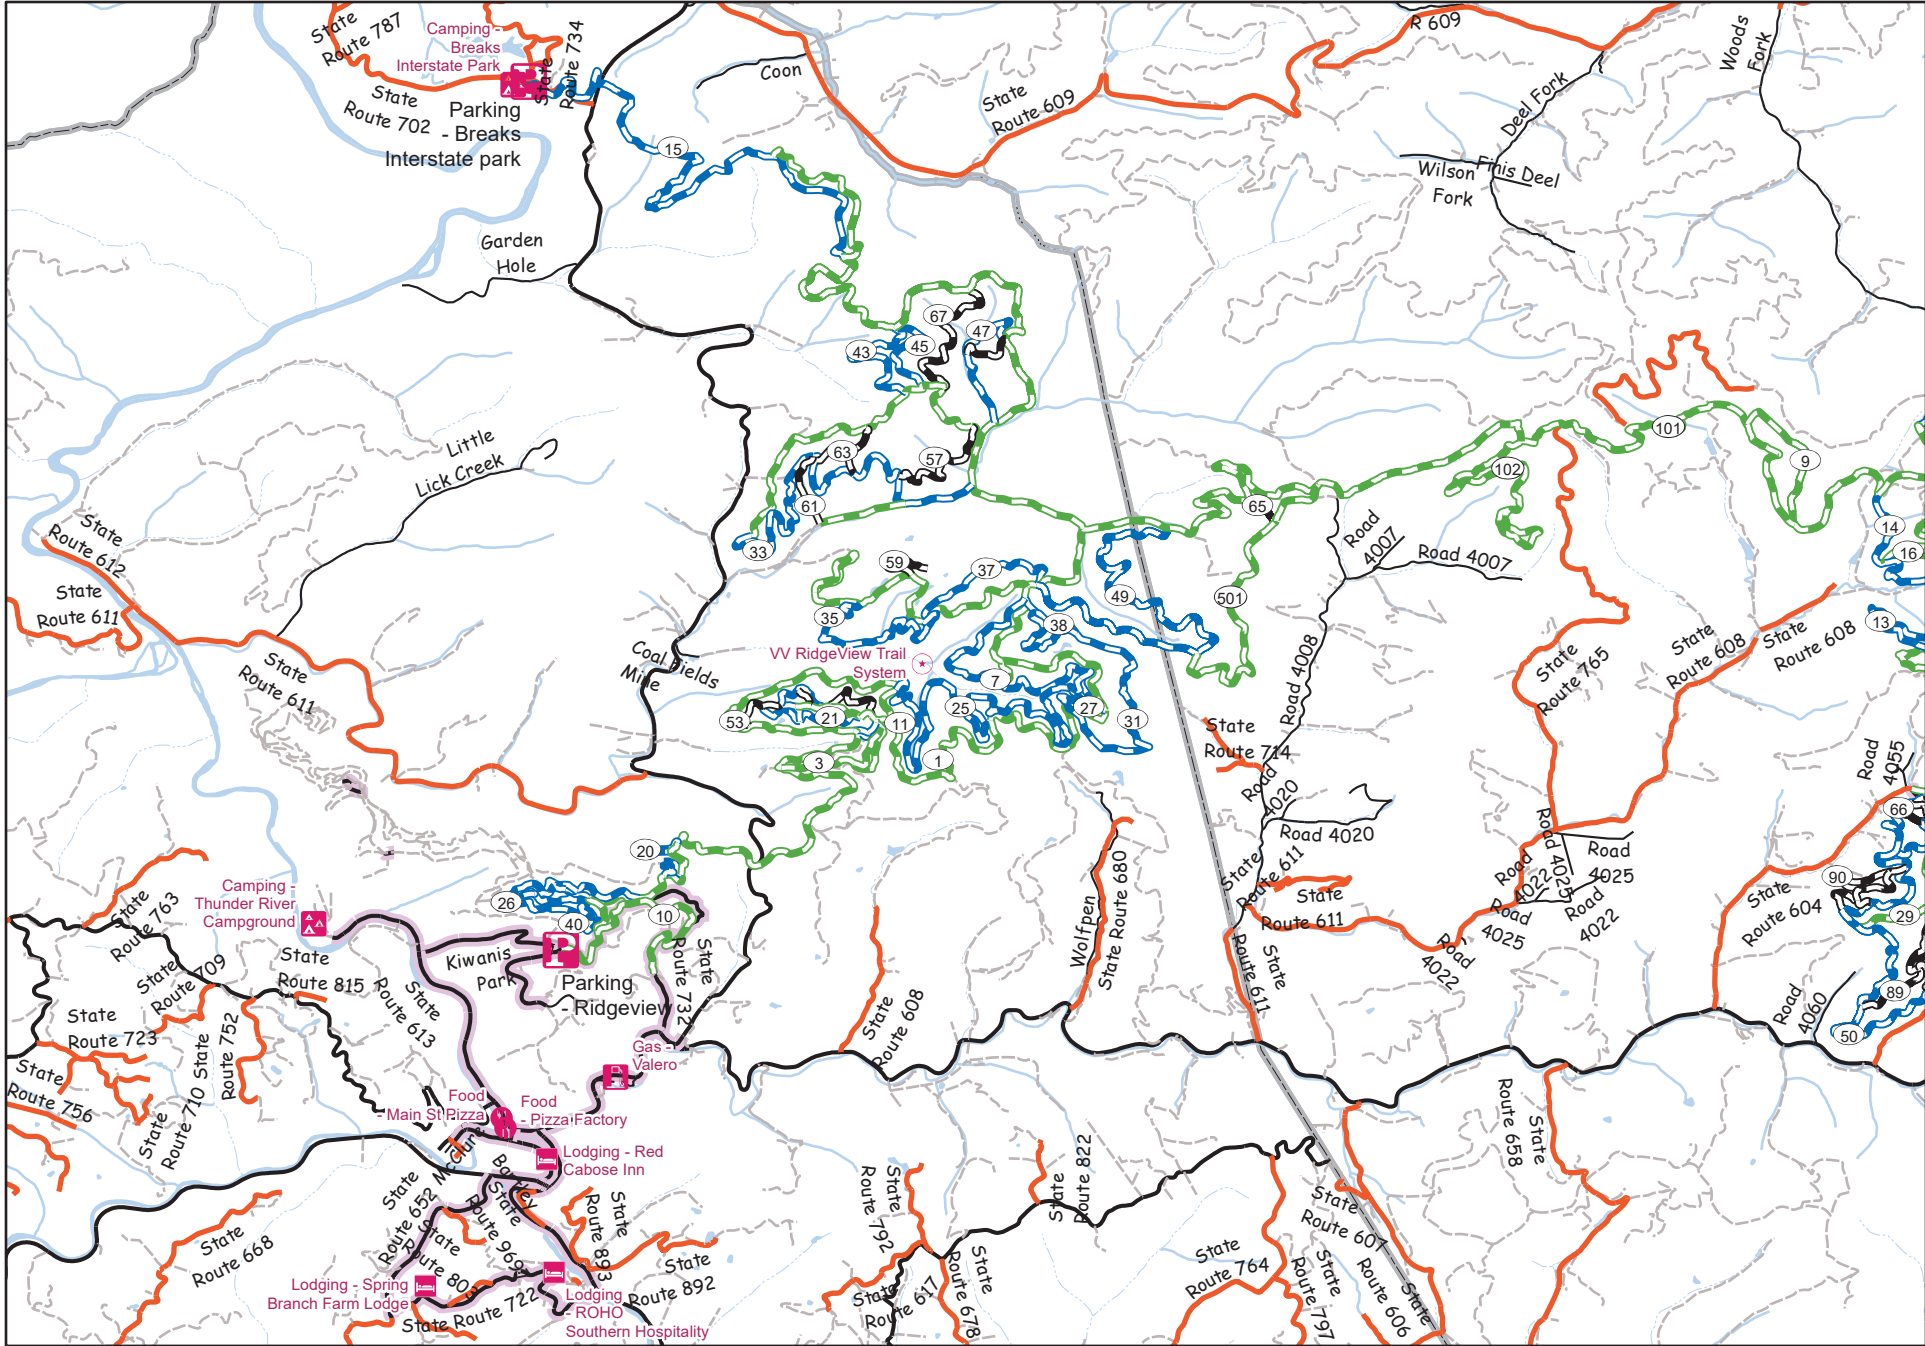 State
Route 787
Camping -
Breaks
Interstate Park
State
Route 734
State
Route 702
Parking
- Breaks
Interstate park
15
Coon
State
Route 609
R 609
Woods
Fork
Deel Fork
Finis Deel
Wilson
Fork
Garden
Hole
67
47
45
43
Little
Lick Creek
63
57
61
33
65
101
102
9
14
16
13
State
Route 612
State
Route 611
State
Route 611
59
37
35
38
49
501
Road
4007
Road 4007
Road 4008
State
Route 765
State
Route 608
State
Route 608
Coal Fields
Mine
VV RidgeView Trail
System
7
53
21
11
25
27
31
3
1
State
Route 714
Road
4020
Road 4020
State
Route 611
State
Route 611
Road 4025
Road
4025
Road
4022
Road
4022
Road
4025
Road
4022
Road
4055
66
90
29
89
50
State
Route 604
Road
4060
20
26
40
10
Camping -
Thunder River
Campground
State
Route 763
State
Route 709
State
Route 815
State
Route 723
State
Route 752
State
Route 710
State
Route 756
State
Route 613
Kiwanis
Park
Parking
- Ridgeview
State
Route 732
Wolfpen
State Route 680
State
Route 608
State
Route 611
Gas -
Valero
Food
- Main St Pizza
Food
- Pizza Factory
Lodging - Red
Cabose Inn
McClure
State
Route 652
State
Route 969
State
Route 893
State
Route 892
State
Route 668
Lodging - Spring
Branch Farm Lodge
State Route 722
Lodging
- ROHO
Southern Hospitality
State
Route 792
State
Route 822
State
Route 617
State
Route 678
State
Route 764
State
Route 797
State
Route 607
State
Route 606
State
Route 658